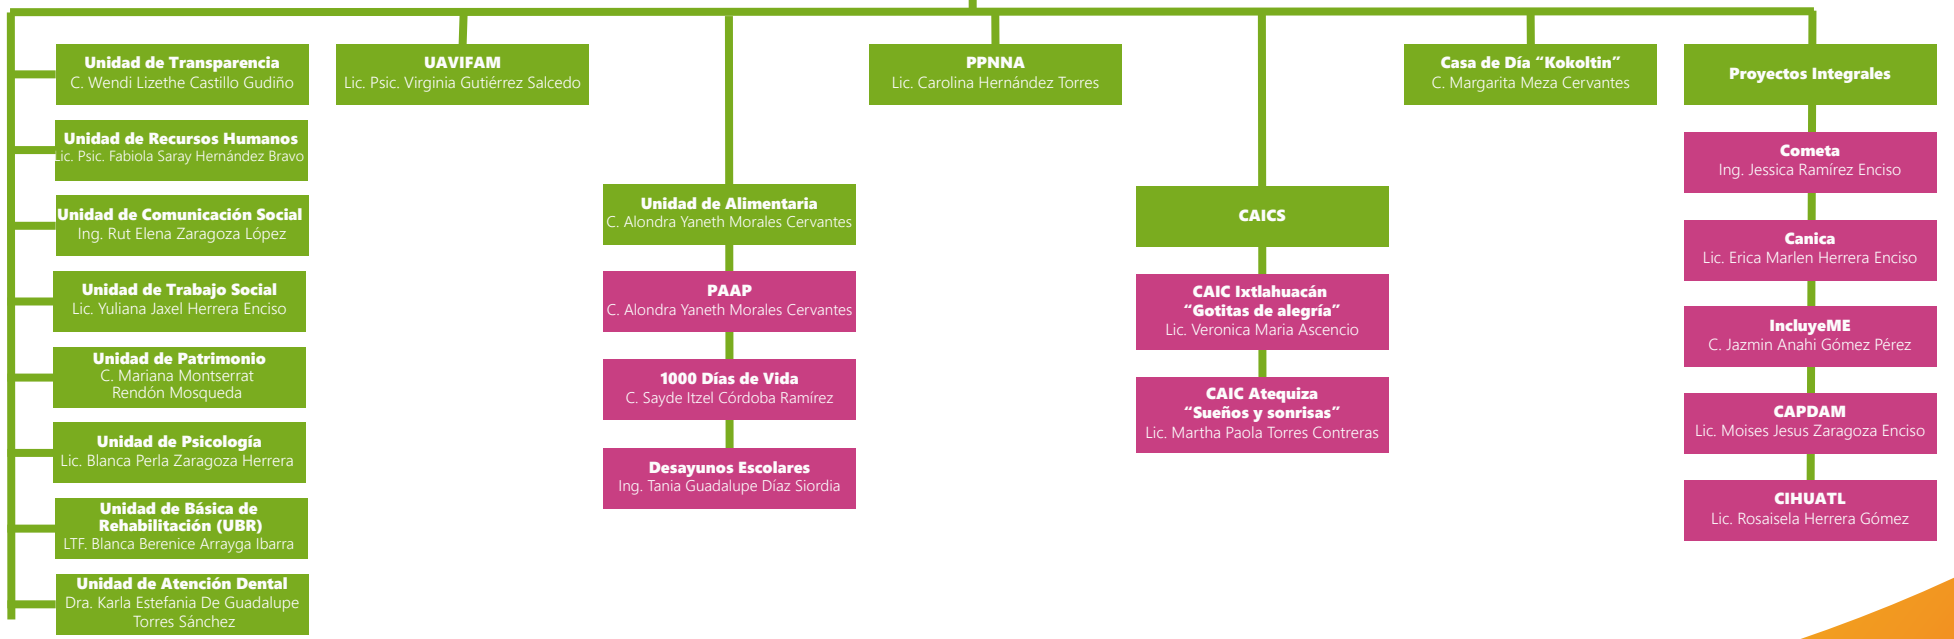 Unidad de Transparencia
C. Wendi Lizethe Castillo Gudiño
Unidad de Recursos Humanos
Lic. Psic. Fabiola Saray Hernández Bravo
Unidad de Comunicación Social
Ing. Rut Elena Zaragoza López
Unidad de Trabajo Social
Lic. Yuliana Jaxel Herrera Enciso
Unidad de Patrimonio
C. Mariana Montserrat
Rendón Mosqueda
Unidad de Psicología
Lic. Blanca Perla Zaragoza Herrera
Unidad de Básica de
Rehabilitación (UBR)
LTF. Blanca Berenice Arrayga Ibarra
Unidad de Atención Dental
Dra. Karla Estefania De Guadalupe
Torres Sánchez
UAVIFAM
Lic. Psic. Virginia Gutiérrez Salcedo
Unidad de Alimentaria
C. Alondra Yaneth Morales Cervantes
PAAP
C. Alondra Yaneth Morales Cervantes
1000 Días de Vida
C. Sayde Itzel Córdoba Ramírez
Desayunos Escolares
Ing. Tania Guadalupe Díaz Siordia
PPNNA
Lic. Carolina Hernández Torres
CAICS
CAIC Ixtlahuacán
“Gotitas de alegría”
Lic. Veronica Maria Ascencio
CAIC Atequiza
“Sueños y sonrisas”
Lic. Martha Paola Torres Contreras
Casa de Día “Kokoltin”
C. Margarita Meza Cervantes
Proyectos Integrales
Cometa
Ing. Jessica Ramírez Enciso
Canica
Lic. Erica Marlen Herrera Enciso
IncluyeME
C. Jazmin Anahi Gómez Pérez
CAPDAM
Lic. Moises Jesus Zaragoza Enciso
CIHUATL
Lic. Rosaisela Herrera Gómez